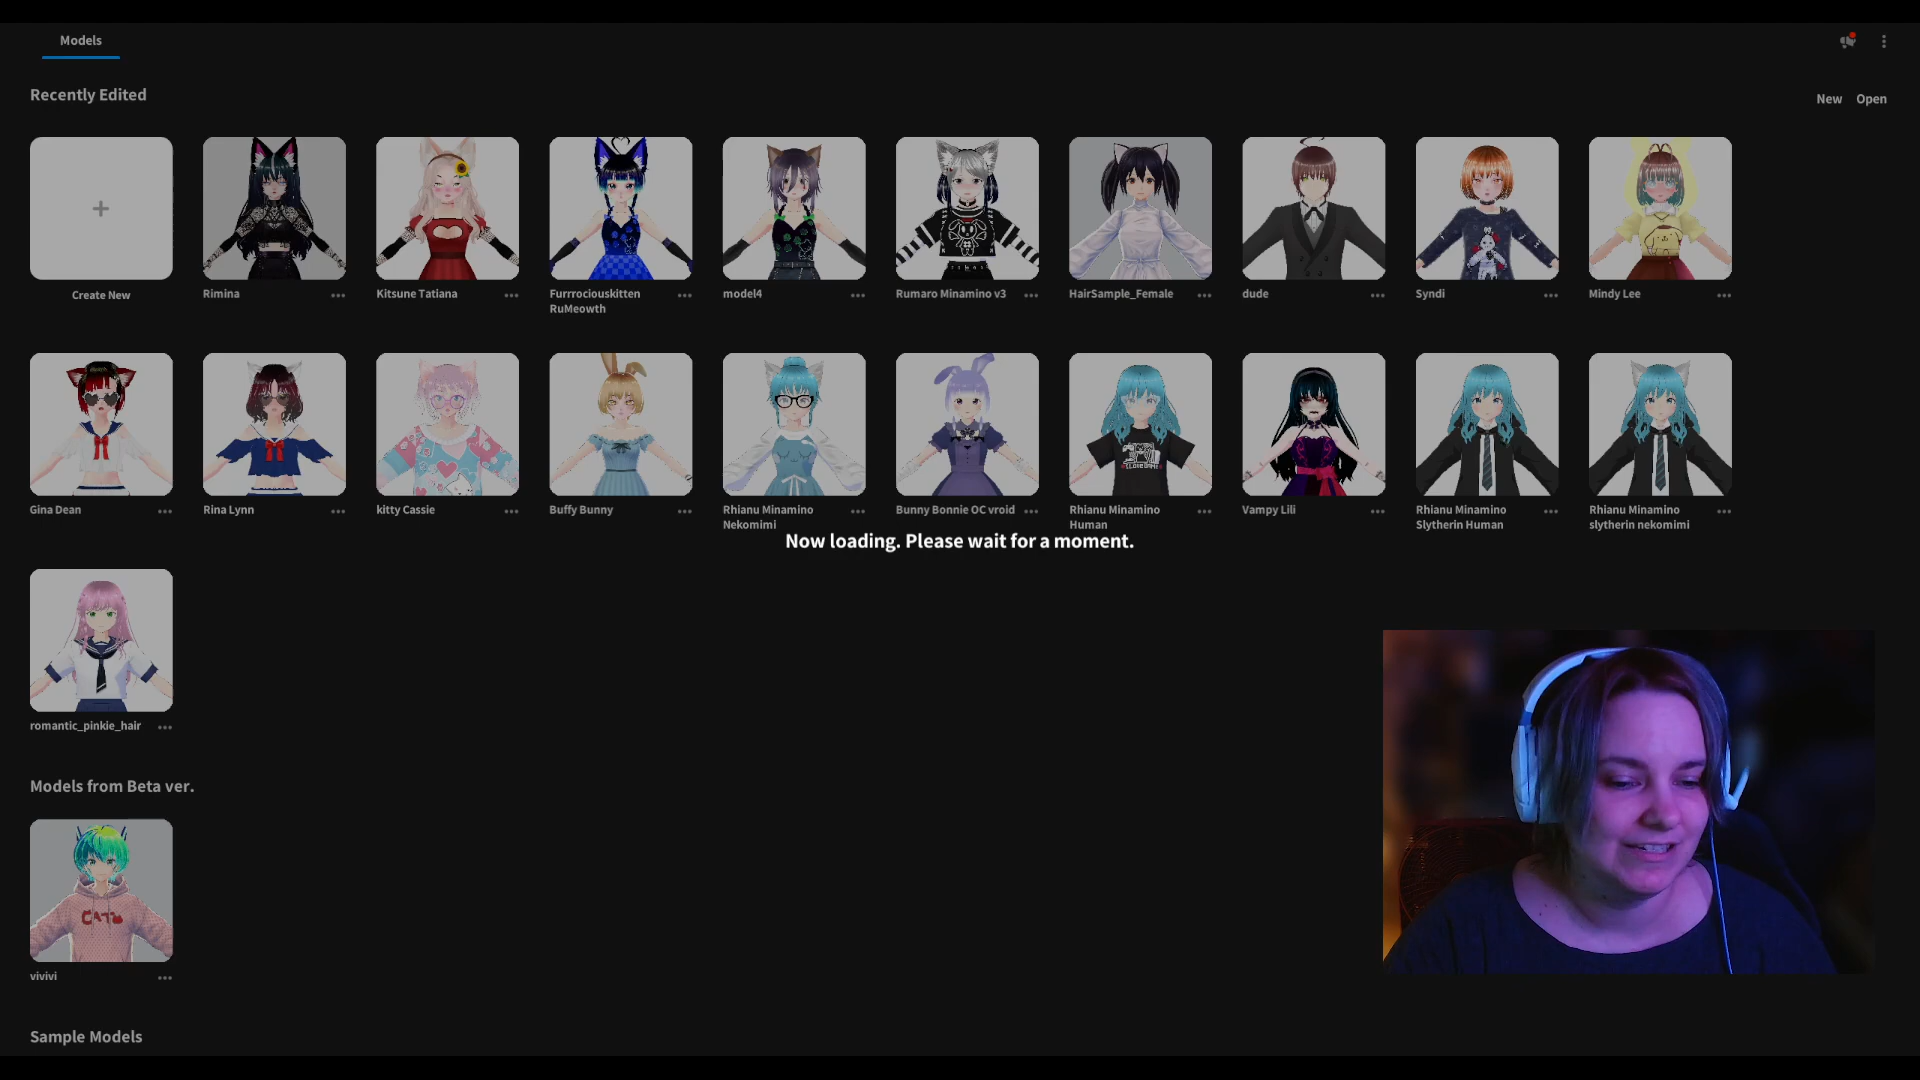 Models
Recently Edited
New Open
Create New
Rimina
Kitsune Tatiana
Furrrociouskitten
RuMeowth
model4
Rumaro Minamino v3
HairSample_Female
dude
Syndi
Mindy Lee
Gina Dean
Rina Lynn
kitty Cassie
Buffy Bunny
Rhianu Minamino
Nekomimi
Bunny Bonnie OC vroid
Rhianu Minamino
Human
Vampy Lili
Rhianu Minamino
Slytherin Human
Rhianu Minamino
slytherin nekomimi
Now loading. Please wait for a moment.
romantic_pinkie_hair
Models from Beta ver.
CATS
vivivi
Sample Models